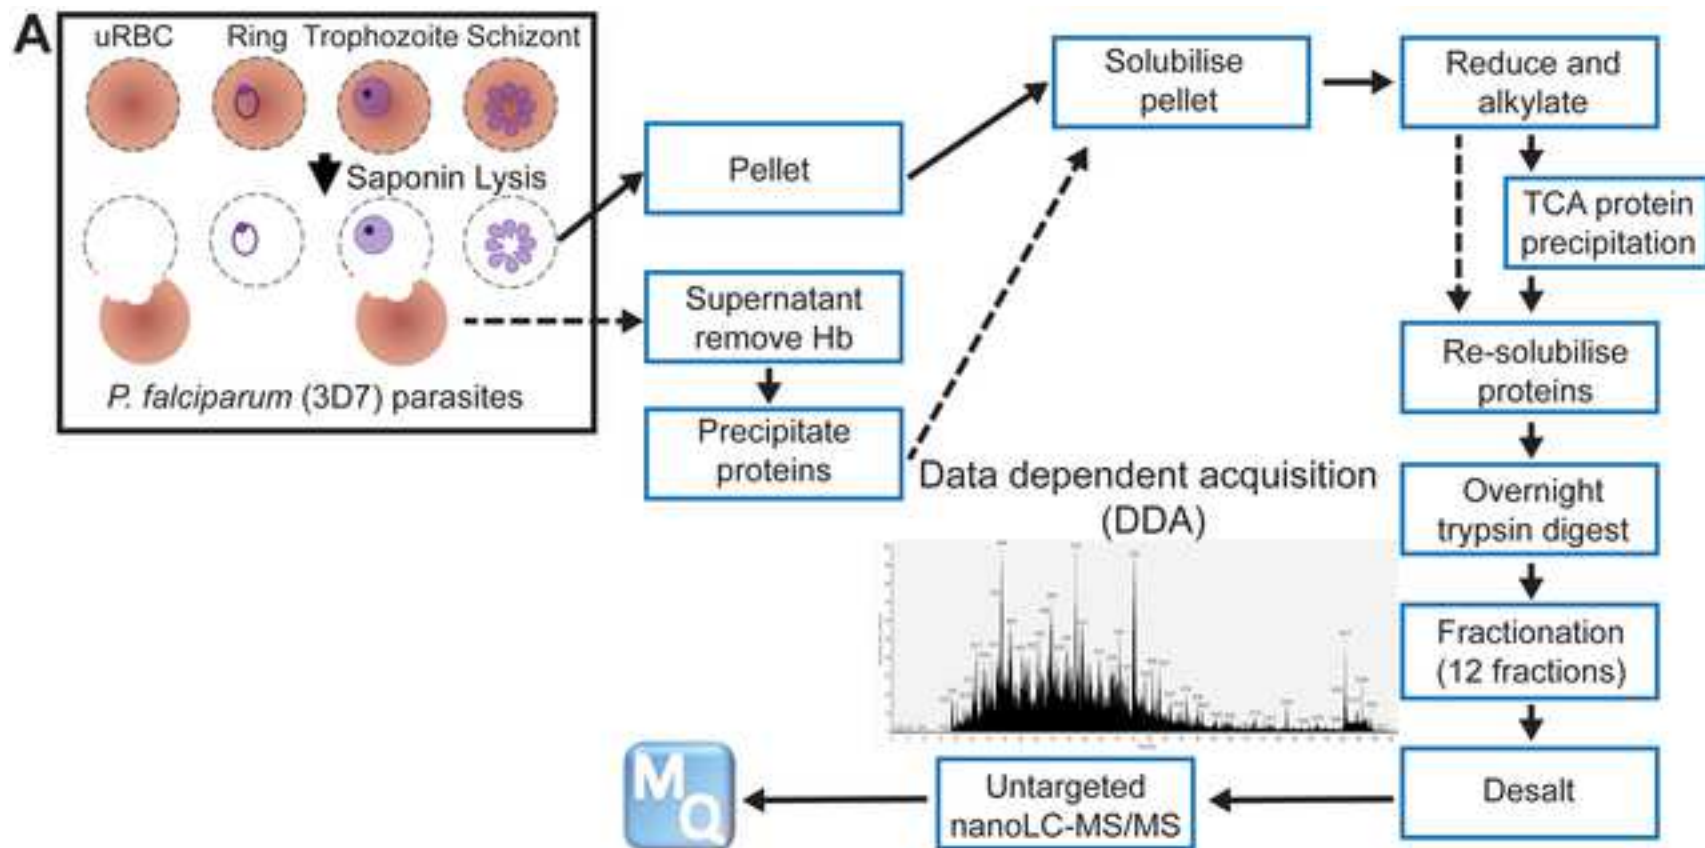 A
uRBC Ring Trophozoite Schizont
Saponin Lysis
P. falciparum (3D7) parasites
Pellet
Supernatant
remove Hb
Precipitate
proteins
Solubilise
pellet
Reduce and
alkylate
TCA protein
precipitation
Re-solubilise
proteins
Overnight
trypsin digest
Fractionation
(12 fractions)
Desalt
Data dependent acquisition
(DDA)
Untargeted
nanoLC-MS/MS
MQ